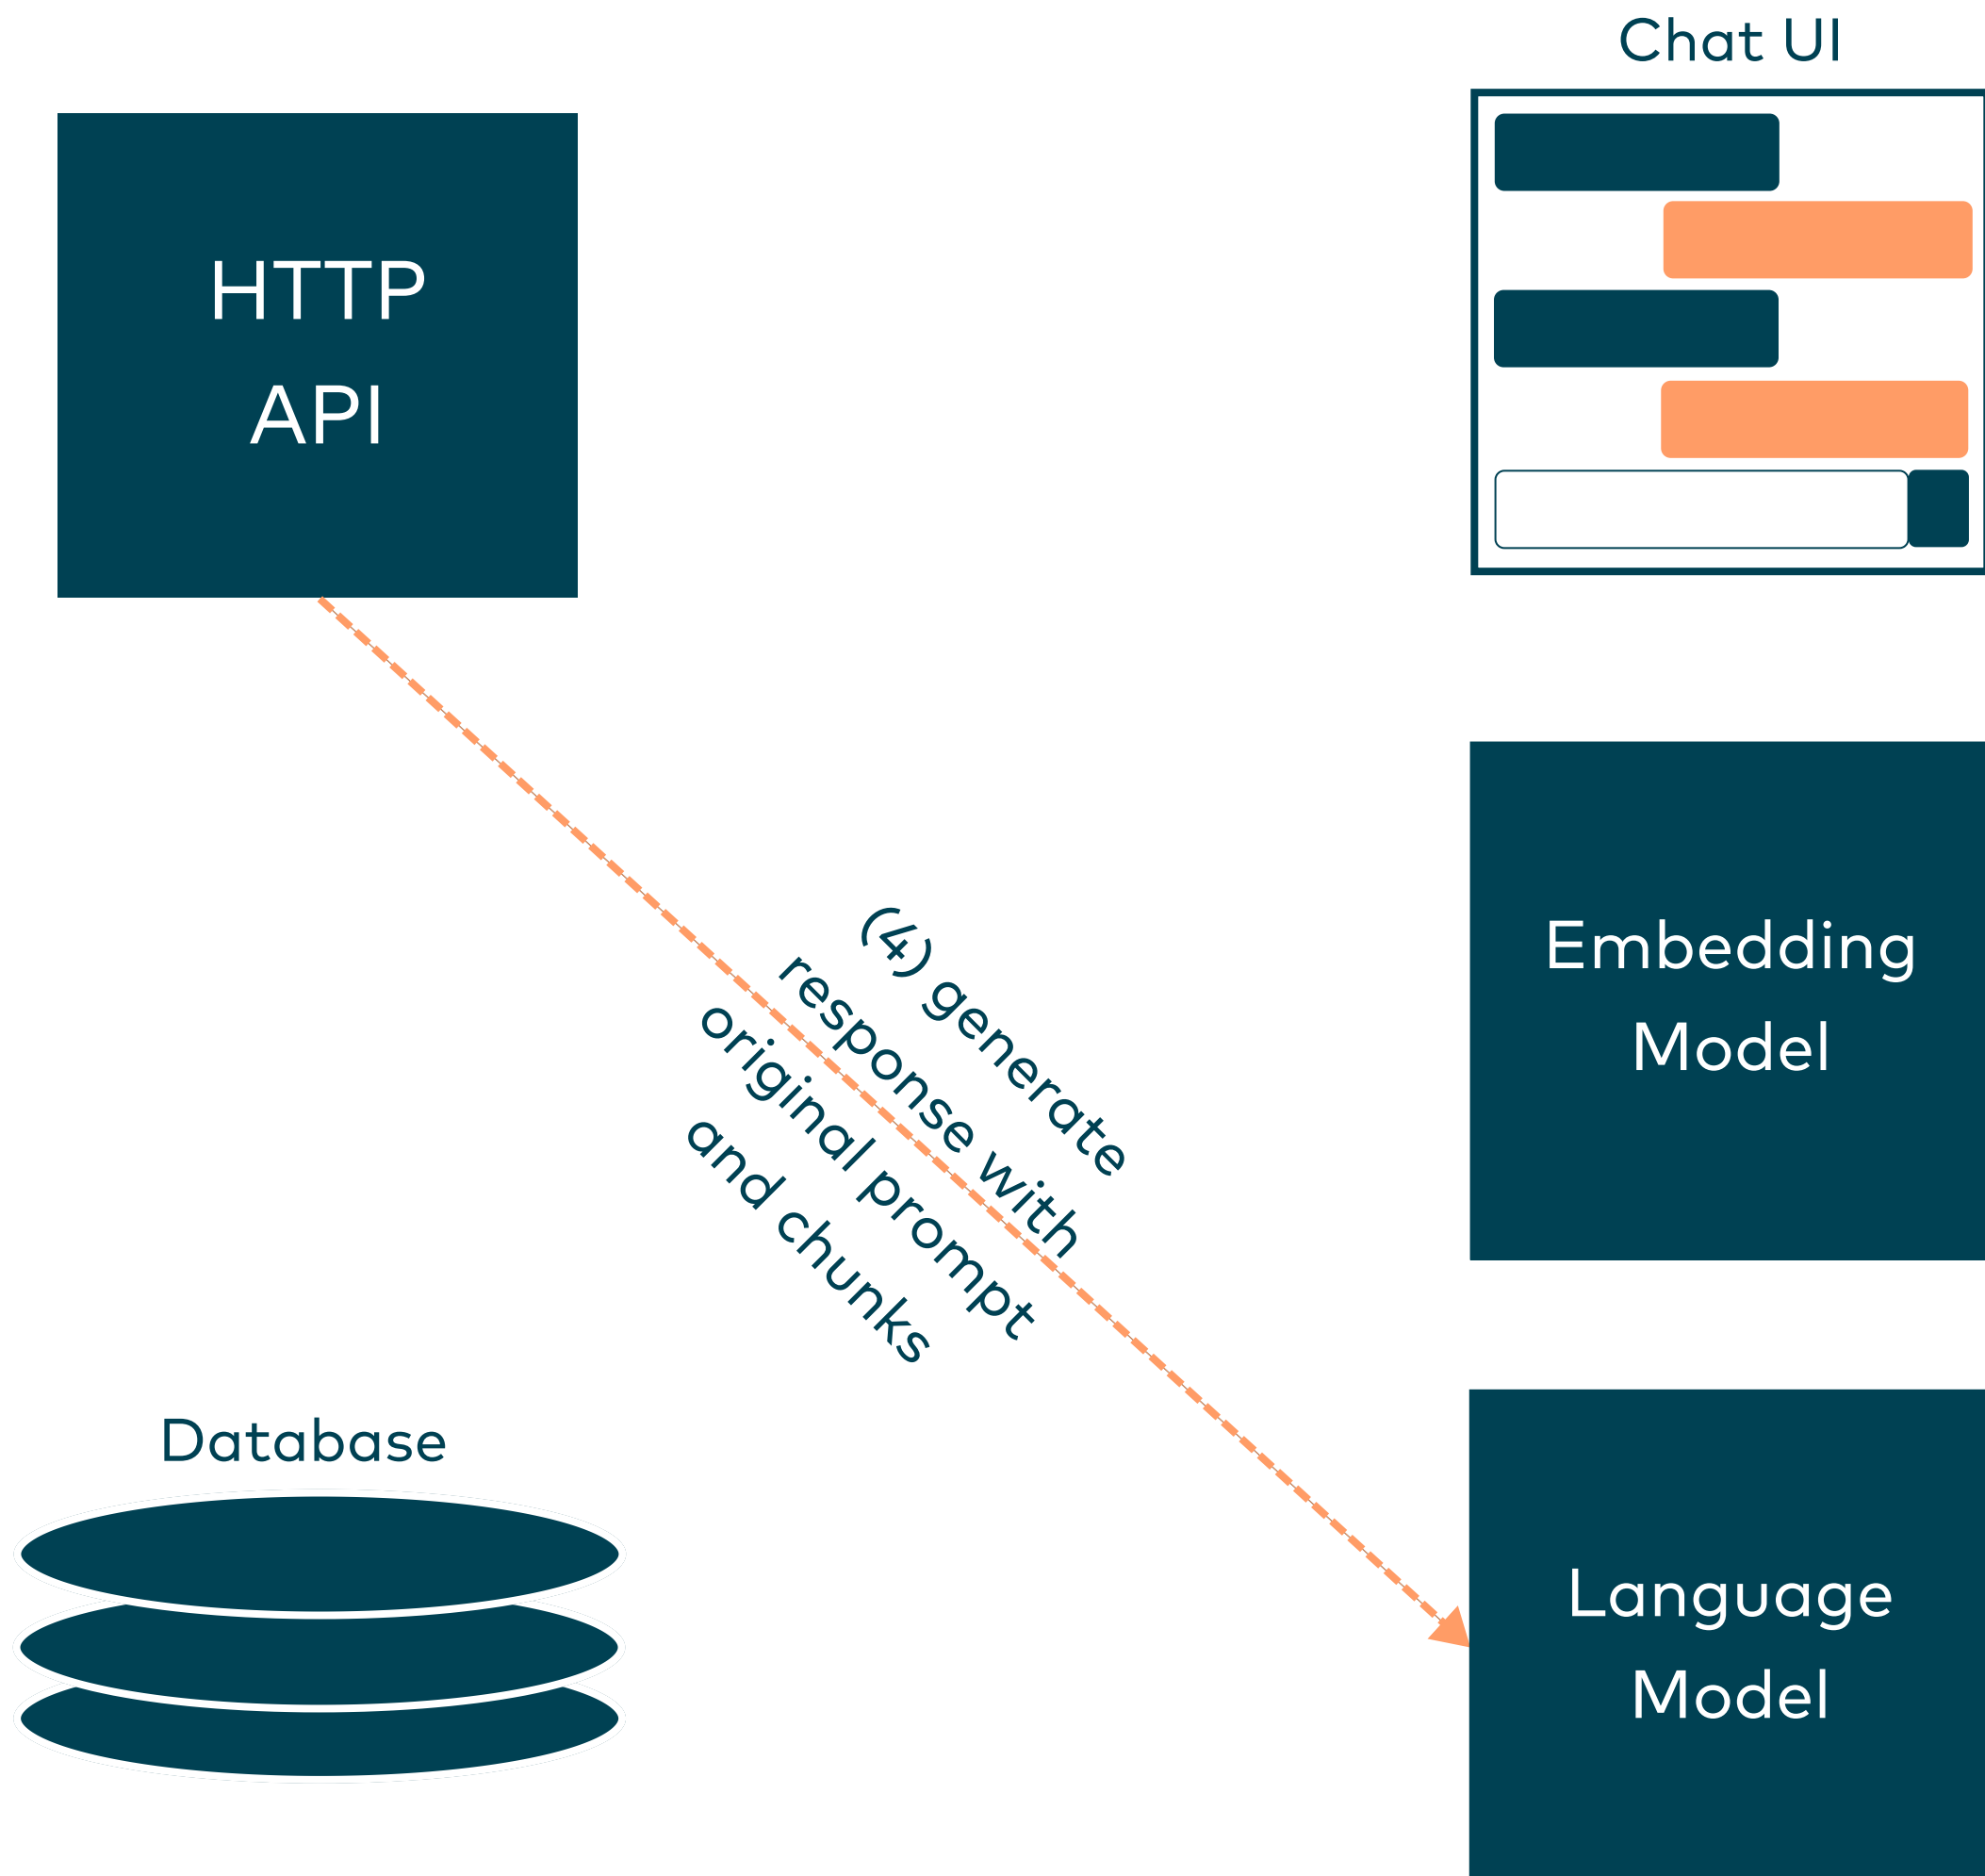 Chat UI
HTTP
API
(4) generate
response with
original prompt
and chunks
Embedding
Model
Database
Language
Model